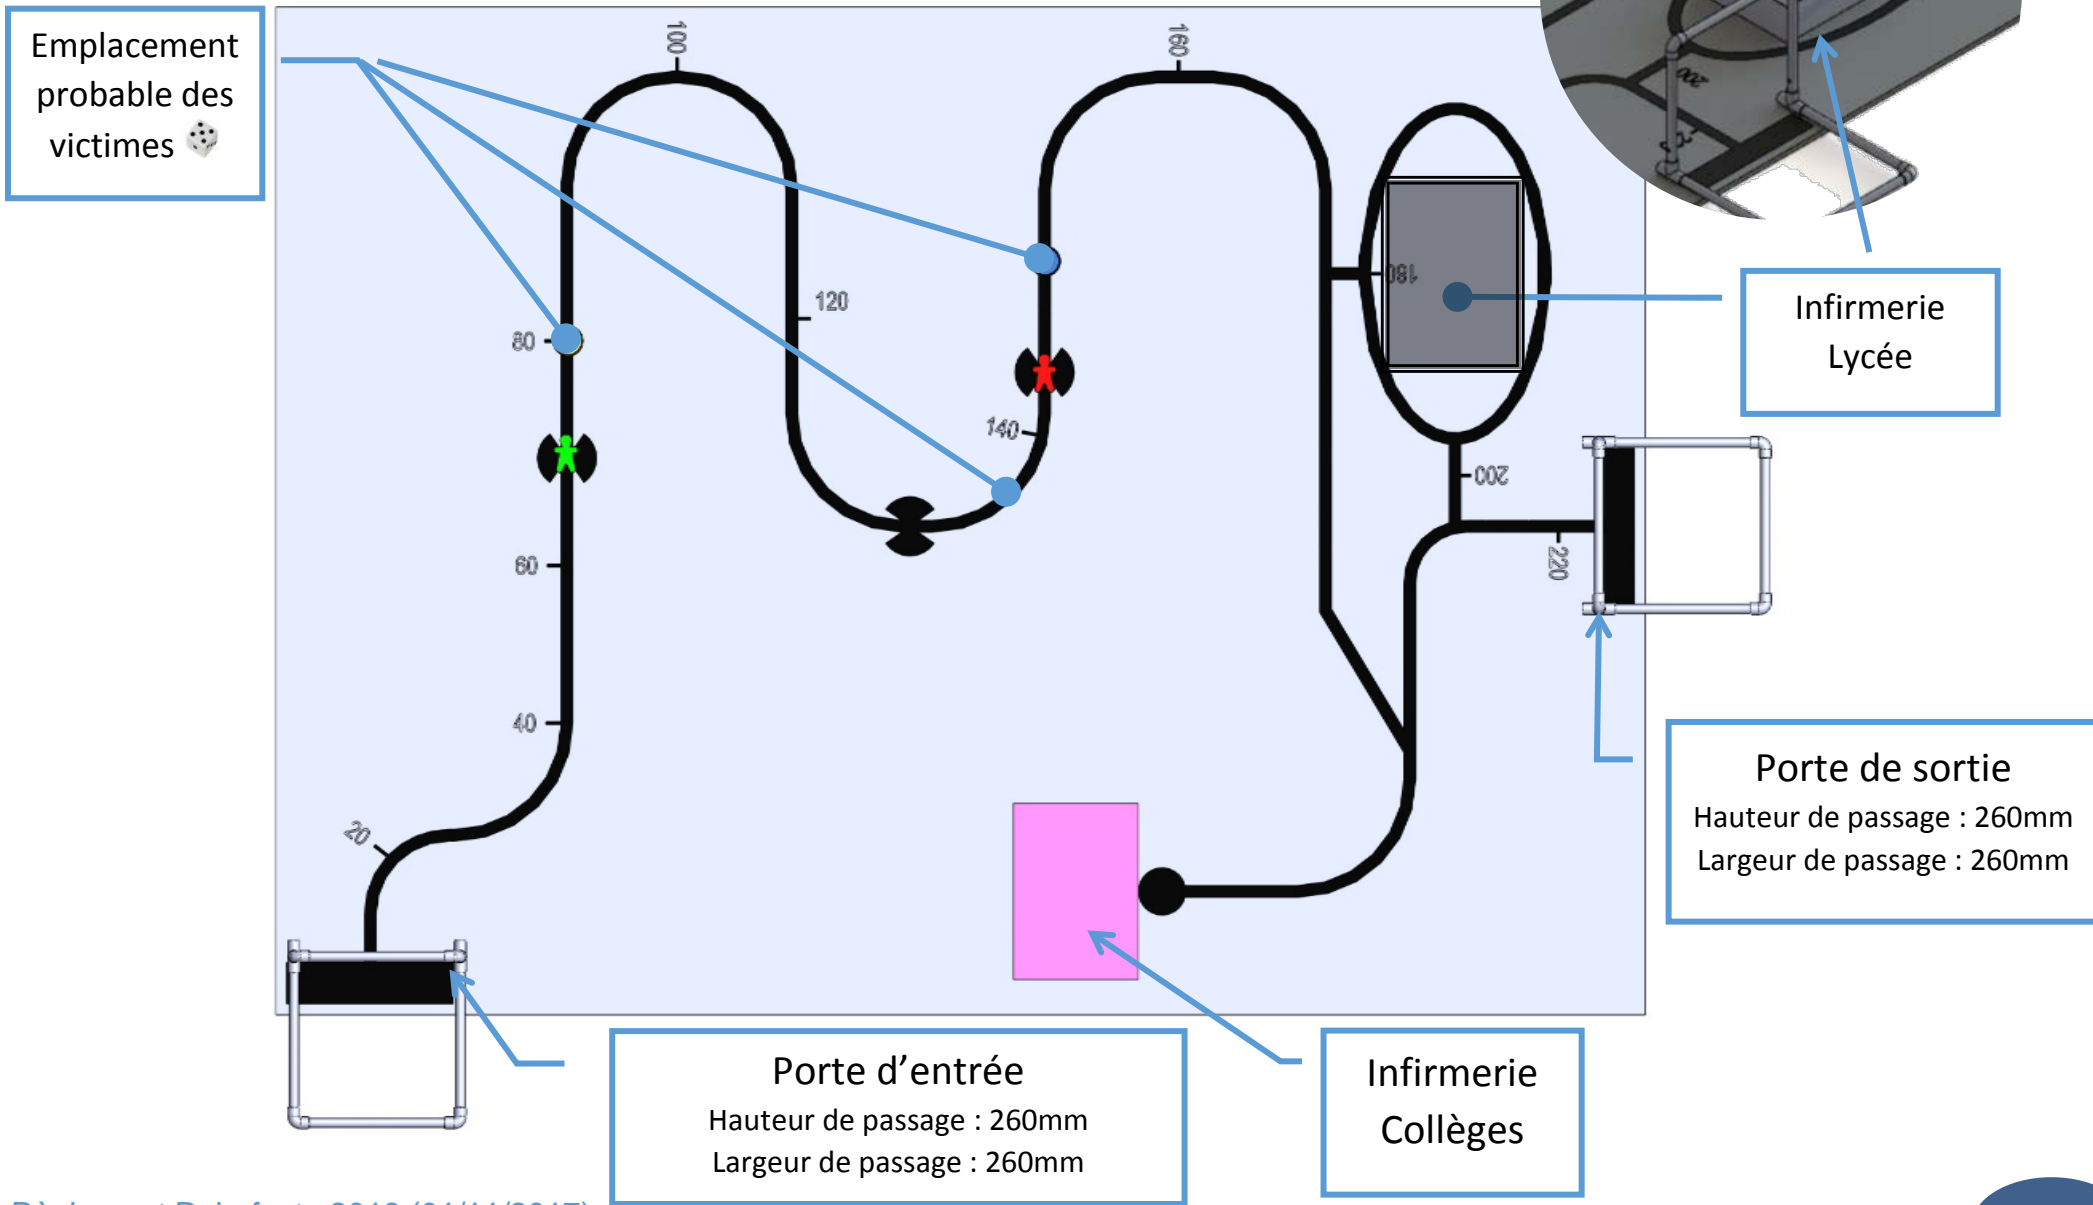 Emplacement
probable des
victimes
100
160
200
120
180
80
140
200
60
220
40
20
Infirmerie
Lycée
Porte de sortie
Hauteur de passage : 260mm
Largeur de passage : 260mm
Porte d’entrée
Hauteur de passage : 260mm
Largeur de passage : 260mm
Infirmerie
Collèges